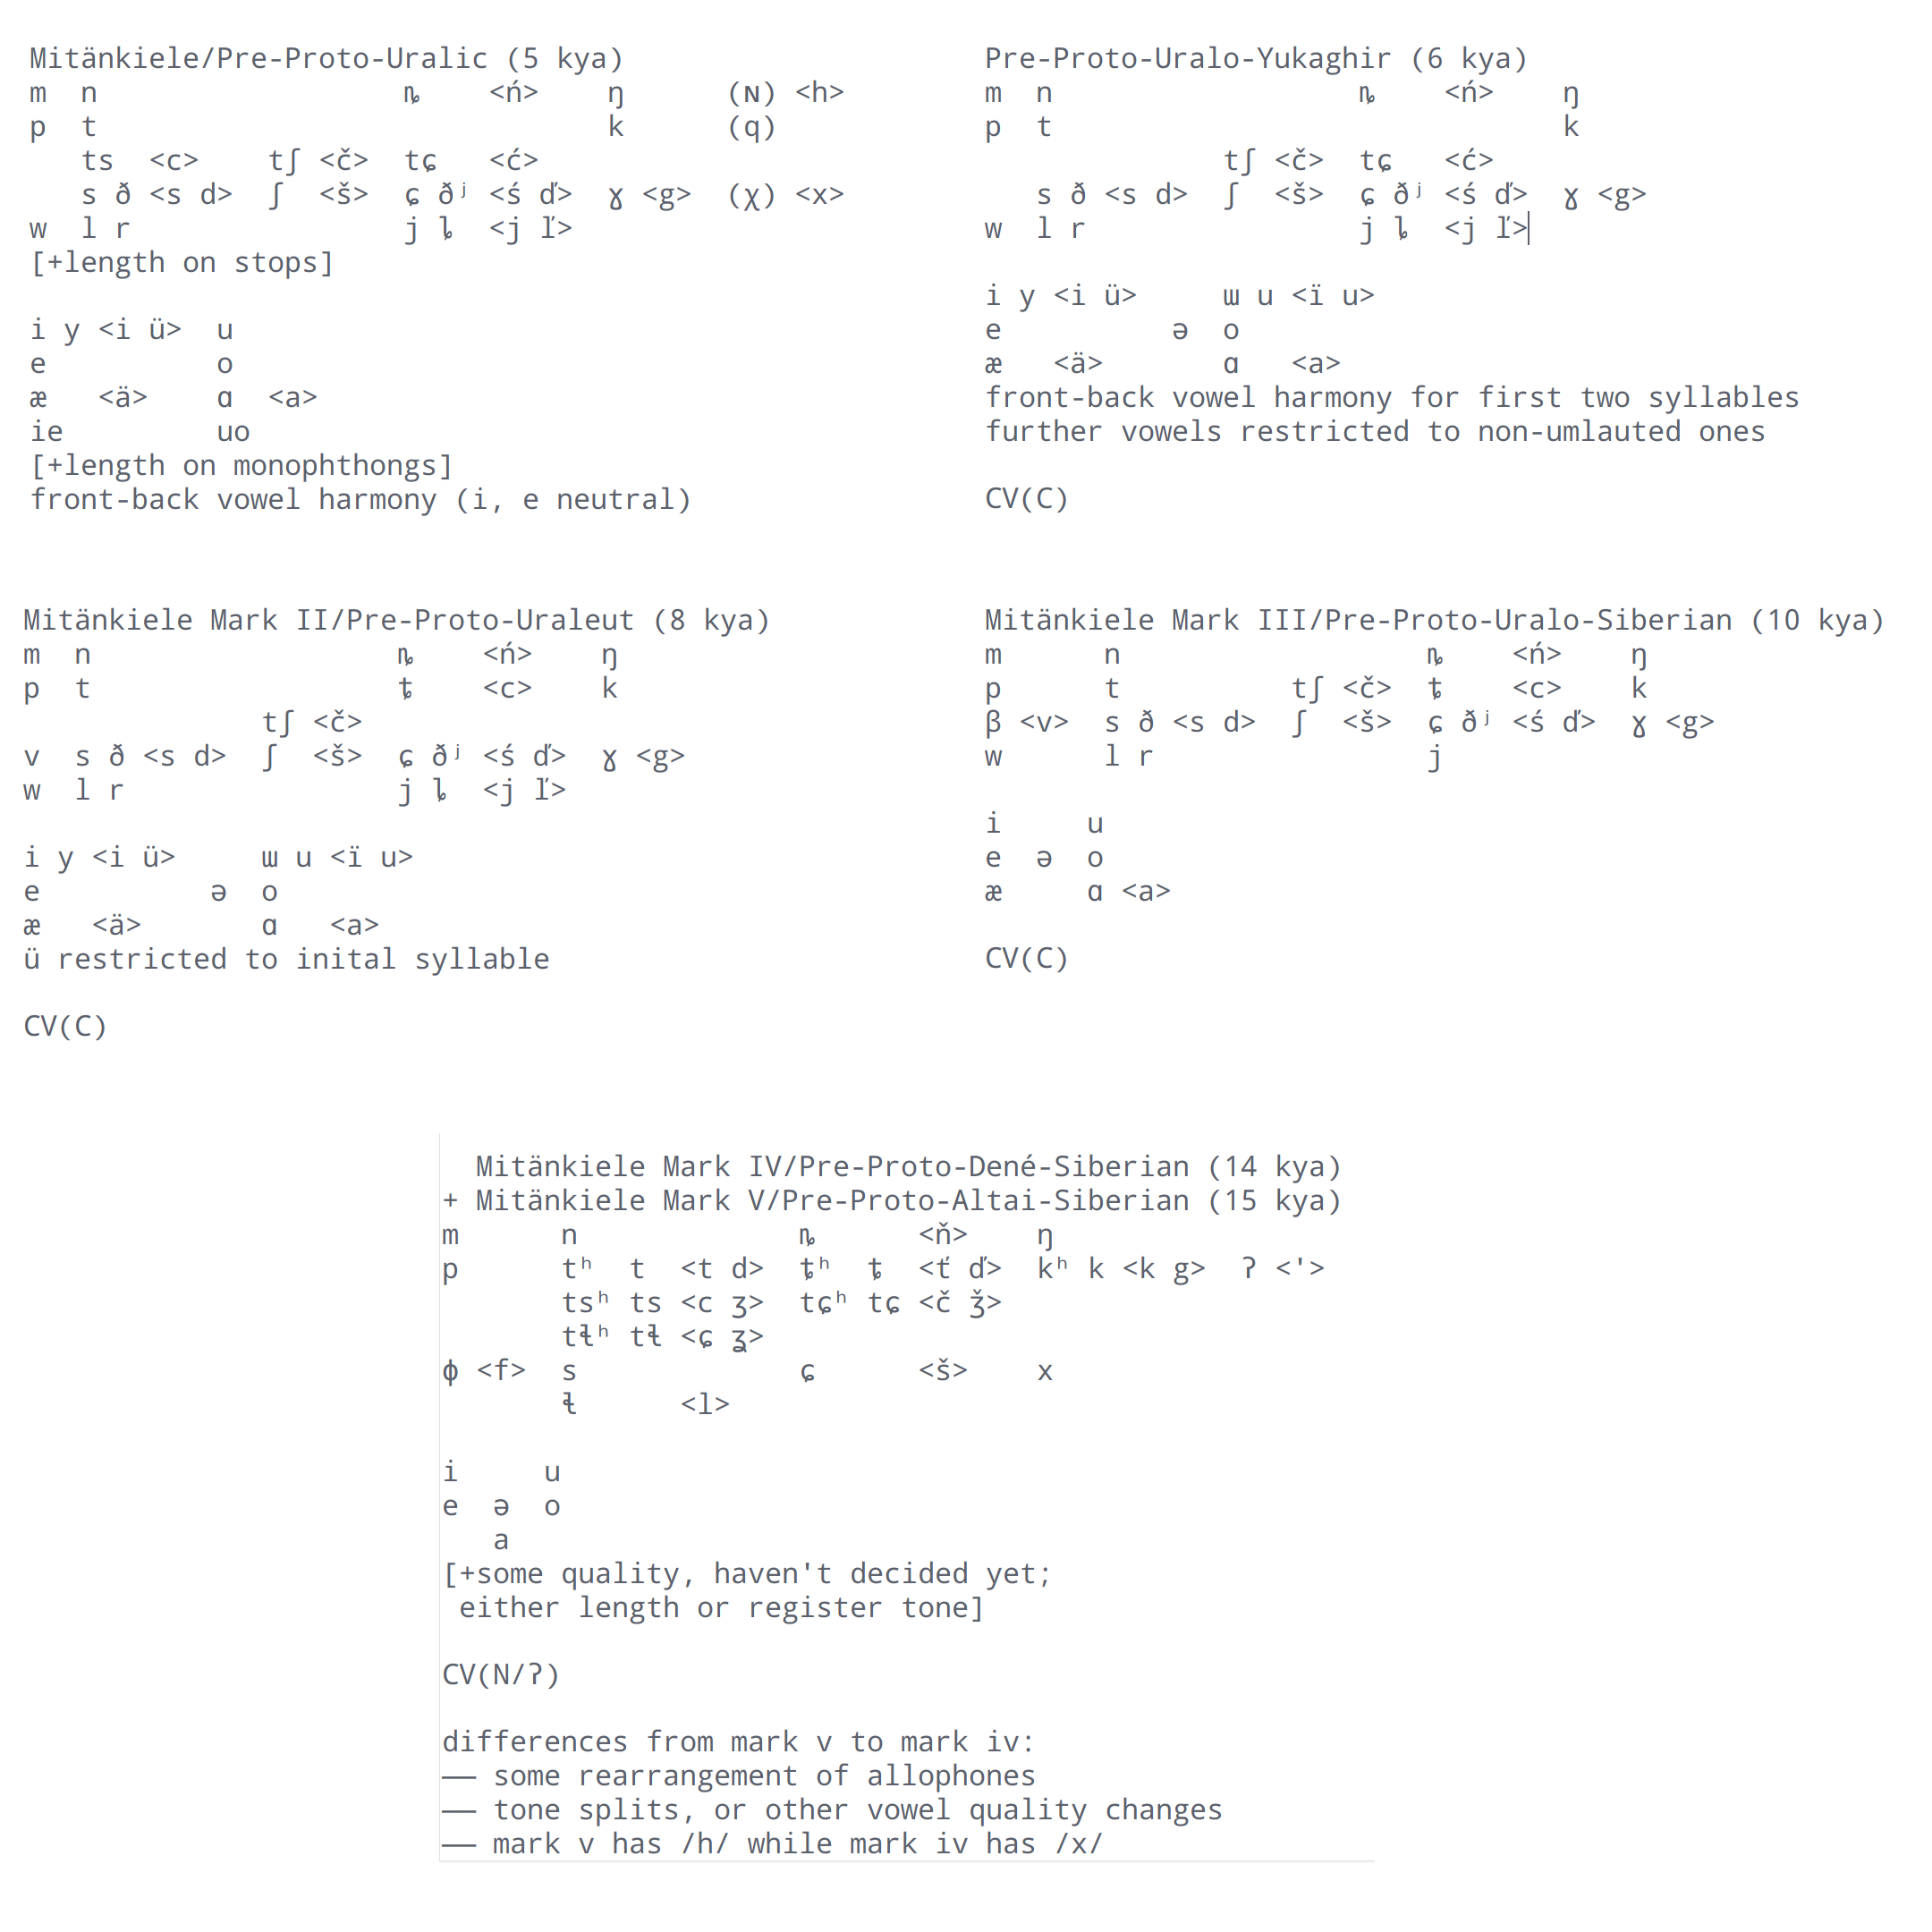 Mitänkiele/Pre-Proto-Uralic (5 kya)
m  n                  ȵ    <ń>    ŋ      (ɴ) <h>
p  t                              k      (q)
   ts  <c>    tʃ <č>  tɕ   <ć>
   s ð <s d>  ʃ  <š>  ɕ ðʲ <ś ď>  ɣ <g>  (χ) <x>
w  l r                j ȴ  <j ľ>
[+length on stops]
i y <i ü>  u
e          o
æ   <ä>    ɑ  <a>
ie         uo
[+length on monophthongs]
front-back vowel harmony (i, e neutral)
Pre-Proto-Uralo-Yukaghir (6 kya)
m  n                  ȵ    <ń>    ŋ
p  t                              k
              tʃ <č>  tɕ   <ć>
   s ð <s d>  ʃ  <š>  ɕ ðʲ <ś ď>  ɣ <g>
w  l r                j ȴ  <j ľ>
i y <i ü>     ɯ u <ï u>
e          ə  o
æ   <ä>       ɑ   <a>
front-back vowel harmony for first two syllables
further vowels restricted to non-umlauted ones
CV(C)
Mitänkiele Mark II/Pre-Proto-Uraleut (8 kya)
m  n                  ȵ    <ń>    ŋ
p  t                  ȶ    <c>    k
              tʃ <č>
v  s ð <s d>  ʃ  <š>  ɕ ðʲ <ś ď>  ɣ <g>
w  l r                j ȴ  <j ľ>
i y <i ü>     ɯ u <ï u>
e          ə  o
æ   <ä>       ɑ   <a>
ü restricted to inital syllable
CV(C)
Mitänkiele Mark III/Pre-Proto-Uralo-Siberian (10 kya)
m      n                  ȵ    <ń>    ŋ
p      t          tʃ <č>  ȶ    <c>    k
β <v>  s ð <s d>  ʃ  <š>  ɕ ðʲ <ś ď>  ɣ <g>
w      l r                j
i     u
e  ə  o
æ     ɑ <a>
CV(C)
  Mitänkiele Mark IV/Pre-Proto-Dené-Siberian (14 kya)
+ Mitänkiele Mark V/Pre-Proto-Altai-Siberian (15 kya)
m      n             ȵ      <ň>    ŋ
p      tʰ  t  <t d>  ȶʰ  ȶ  <ť ď>  kʰ k <k g>  ʔ <'>
       tsʰ ts <c ʒ>  tɕʰ tɕ <č ǯ>
       tɬʰ tɬ <ɕ ʓ>
ɸ <f>  s             ɕ      <š>    x
       ɬ      <l>
i     u
e  ə  o
   a
[+some quality, haven't decided yet;
 either length or register tone]
CV(N/ʔ)
differences from mark v to mark iv:
—— some rearrangement of allophones
—— tone splits, or other vowel quality changes
—— mark v has /h/ while mark iv has /x/